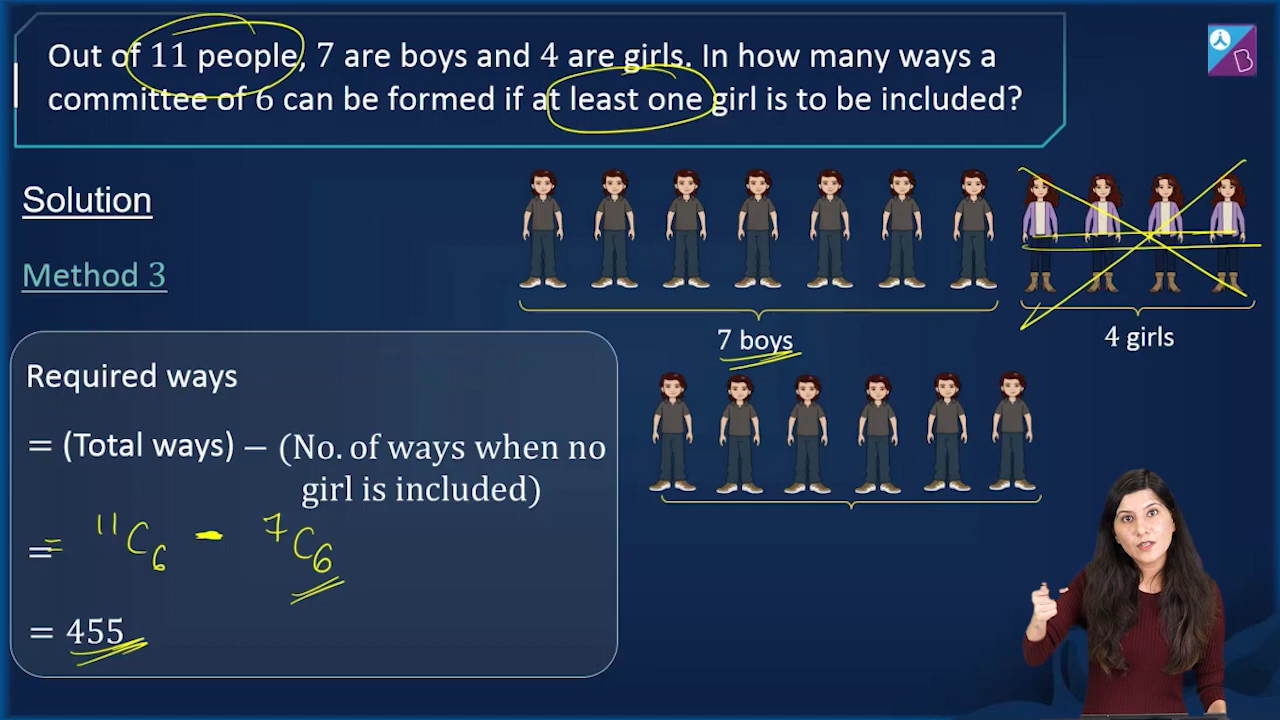 Out of 11 people, 7 are boys and 4 are girls. In how many ways a
committee of 6 can be formed if at least one girl is to be included?
Solution
Method 3
7 boys
4 girls
Required ways
= (Total ways) − (No. of ways when no
girl is included)
= = ¹¹C₆ - ⁷C₆
= 455
B